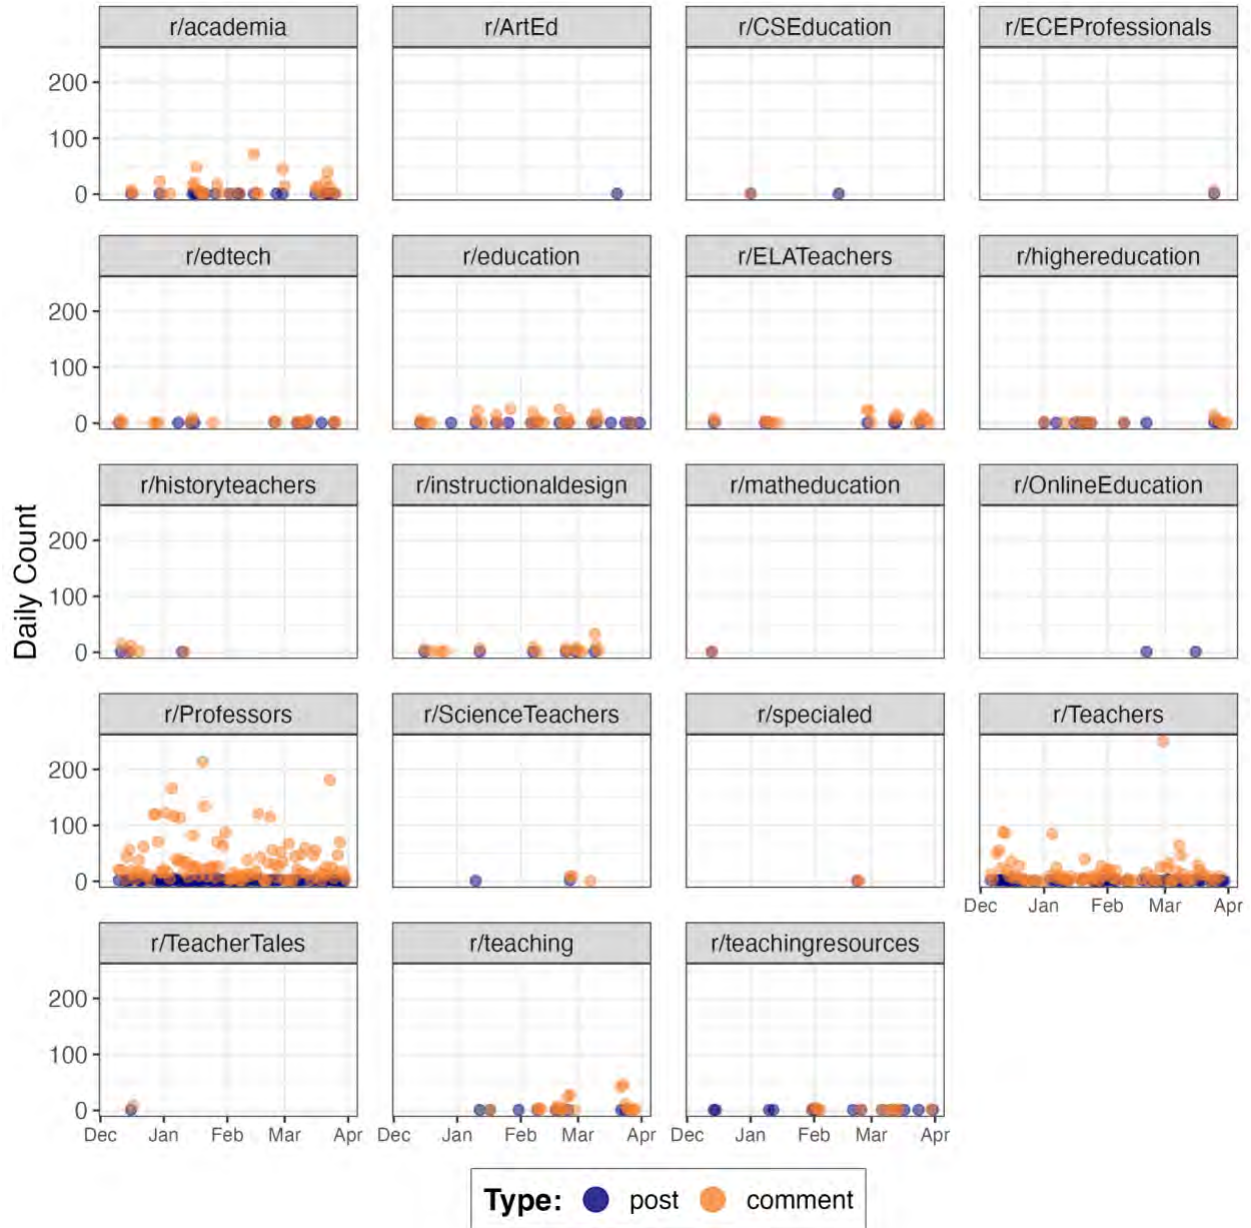 r/academia r/ArtEd r/CSEducation r/ECEProfessionals
200
100
0
r/edtech r/education r/ELATeachers r/highereducation
200
100
0
r/historyteachers r/instructionaldesign r/matheducation r/OnlineEducation
Daily Count
200
100
0
r/Professors r/ScienceTeachers r/specialed r/Teachers
200
100
0
Dec Jan Feb Mar Apr
r/TeacherTales r/teaching r/teachingresources
200
100
0
Dec Jan Feb Mar Apr Dec Jan Feb Mar Apr Dec Jan Feb Mar Apr
Type: post comment